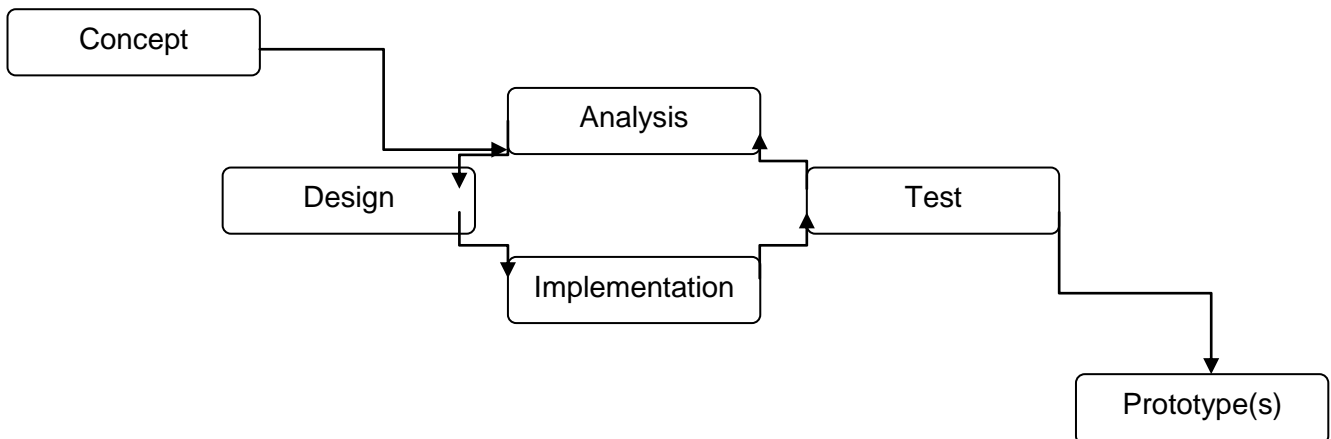 Concept
Analysis
Design
Test
Implementation
Prototype(s)